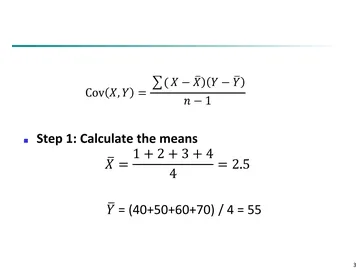 Cov(X, Y) = ∑( X − X̄)(Y − Ȳ) / n − 1
Step 1: Calculate the means
X̄ = 1 + 2 + 3 + 4 / 4 = 2.5
Ȳ = (40+50+60+70) / 4 = 55
3